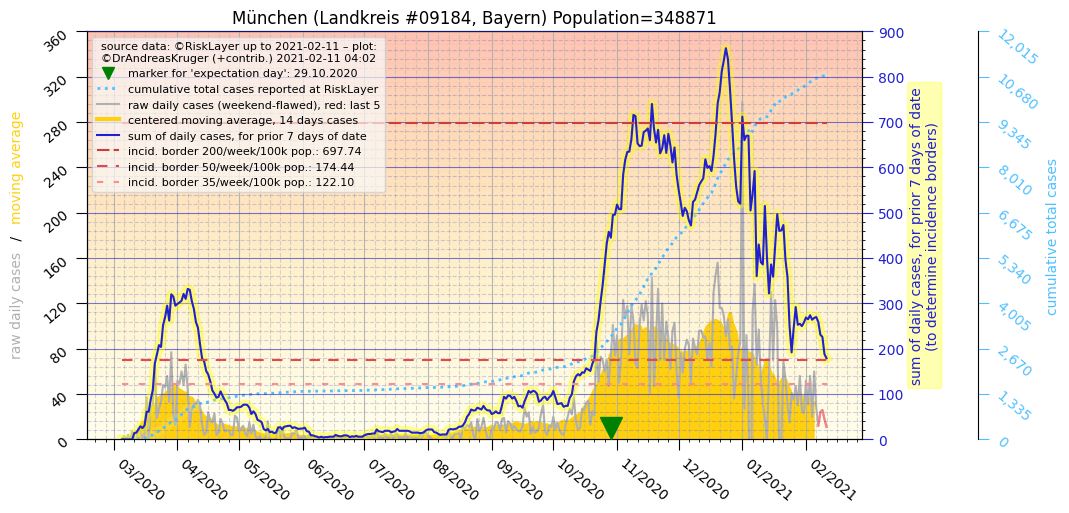 München (Landkreis #09184, Bayern) Population=348871
source data: ©RiskLayer up to 2021-02-11 – plot:
©DrAndreasKruger (+contrib.) 2021-02-11 04:02
marker for 'expectation day': 29.10.2020
cumulative total cases reported at RiskLayer
raw daily cases (weekend-flawed), red: last 5
centered moving average, 14 days cases
sum of daily cases, for prior 7 days of date
incid. border 200/week/100k pop.: 697.74
incid. border 50/week/100k pop.: 174.44
incid. border 35/week/100k pop.: 122.10
raw daily cases / moving average
360
320
280
240
200
160
120
80
40
0
03/2020
04/2020
05/2020
06/2020
07/2020
08/2020
09/2020
10/2020
11/2020
12/2020
01/2021
02/2021
900
800
700
600
500
400
300
200
100
0
sum of daily cases, for prior 7 days of date
(to determine incidence borders)
12,015
10,680
9,345
8,010
6,675
5,340
4,005
2,670
1,335
0
cumulative total cases